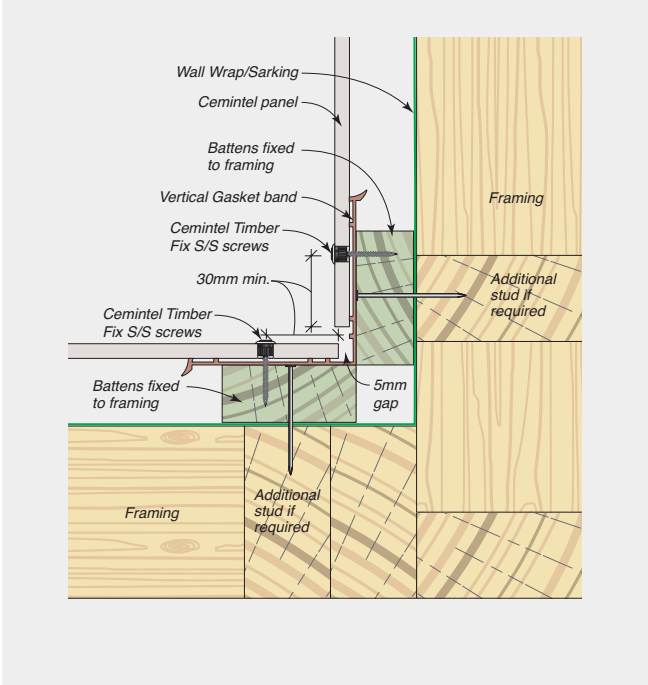 Wall Wrap/Sarking
Cemintel panel
Battens fixed
to framing
Vertical Gasket band
Framing
Cemintel Timber
Fix S/S screws
30mm min.
Additional
stud if
required
Cemintel Timber
Fix S/S screws
Battens fixed
to framing
5mm
gap
Framing
Additional
stud if
required